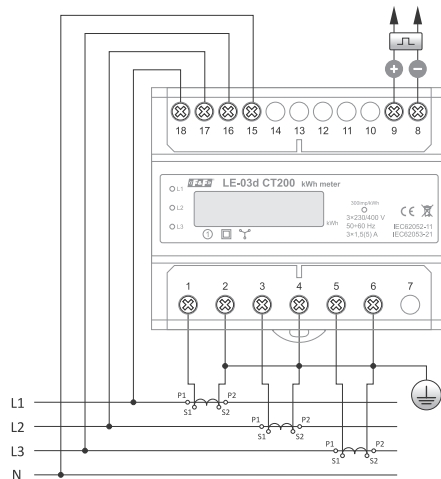 + −
18 17 16 15 14 13 12 11 10 9 8
F&F LE-03d CT200 kWh meter
L1
L2
L3
kWh
300imp/kWh
3×230/400 V
50÷60 Hz
3×1,5(5) A
CE
IEC62052-11
IEC62053-21
1
1 2 3 4 5 6 7
P1 P2
S1 S2
P1 P2
S1 S2
P1 P2
S1 S2
L1
L2
L3
N